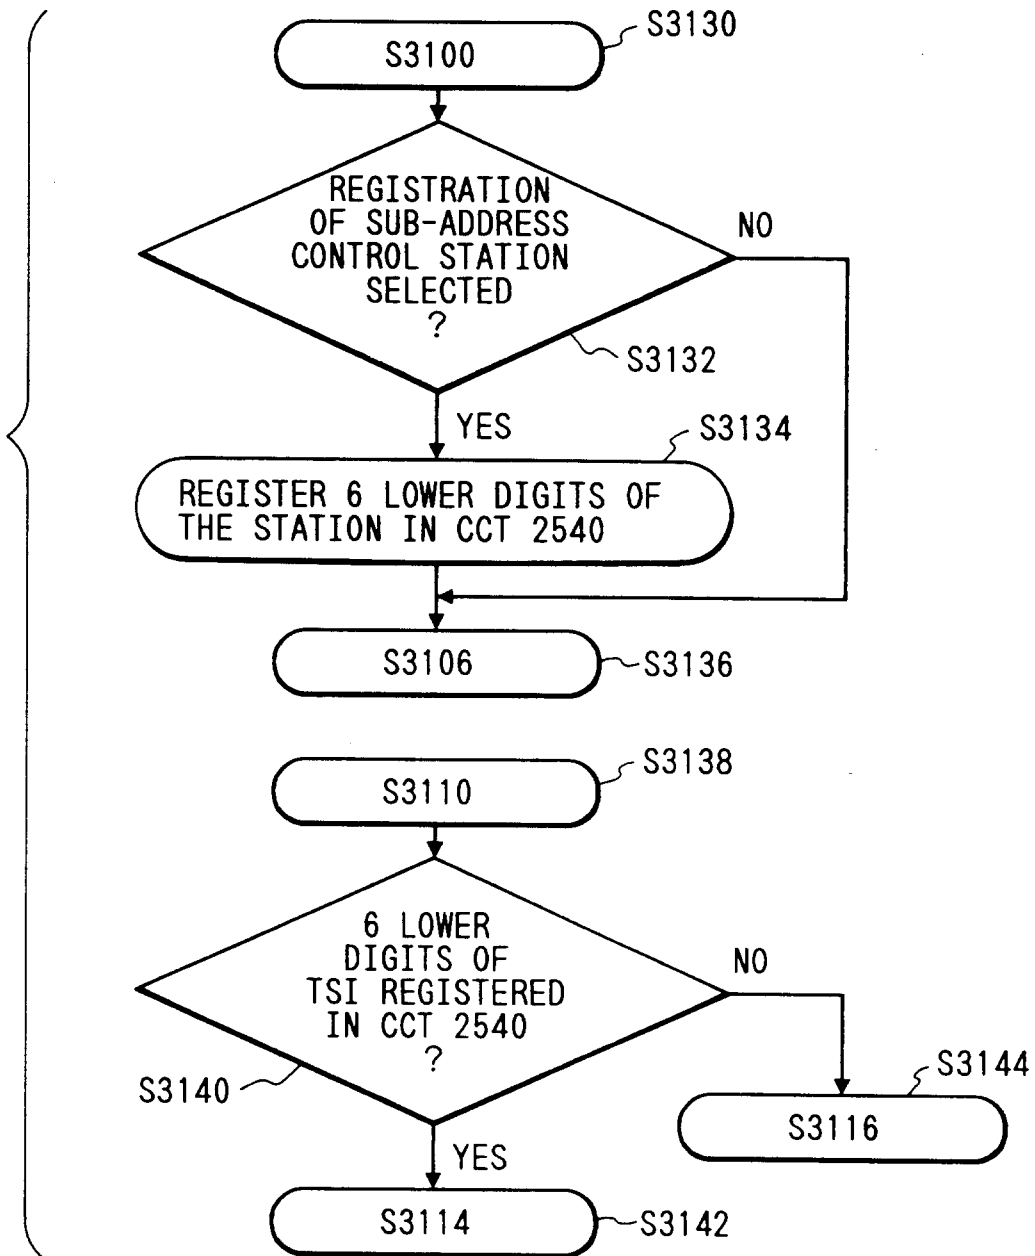 S3130
S3100
REGISTRATION
OF SUB-ADDRESS
CONTROL STATION
SELECTED
?
NO
S3132
YES
S3134
REGISTER 6 LOWER DIGITS OF
THE STATION IN CCT 2540
S3106
S3136
S3138
S3110
6 LOWER
DIGITS OF
TSI REGISTERED
IN CCT 2540
?
NO
S3140
S3144
S3116
YES
S3114
S3142